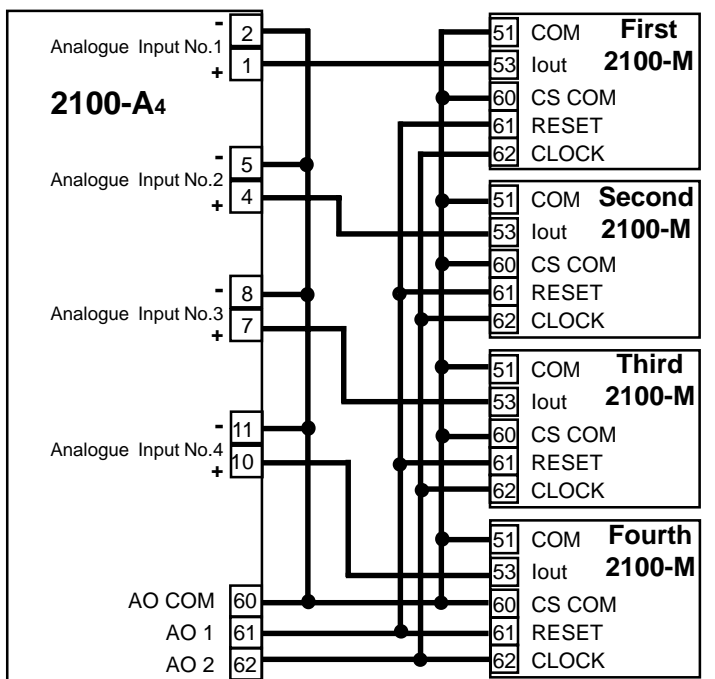 - 2
Analogue Input No.1
+ 1
2100-A4
- 5
Analogue Input No.2
+ 4
- 8
Analogue Input No.3
+ 7
- 11
Analogue Input No.4
+ 10
AO COM 60
AO 1 61
AO 2 62
51 COM First
53 Iout 2100-M
60 CS COM
61 RESET
62 CLOCK
51 COM Second
53 Iout 2100-M
60 CS COM
61 RESET
62 CLOCK
51 COM Third
53 Iout 2100-M
60 CS COM
61 RESET
62 CLOCK
51 COM Fourth
53 Iout 2100-M
60 CS COM
61 RESET
62 CLOCK